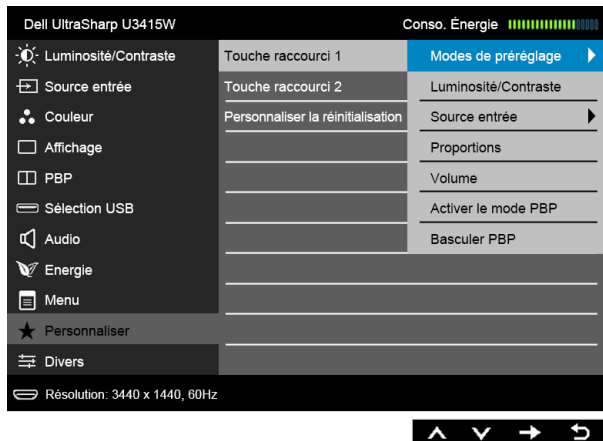 Dell UltraSharp U3415W
Conso. Énergie
Luminosité/Contraste
Source entrée
Couleur
Affichage
PBP
Sélection USB
Audio
Energie
Menu
Personnaliser
Divers
Touche raccourci 1
Touche raccourci 2
Personnaliser la réinitialisation
Modes de préréglage
Luminosité/Contraste
Source entrée
Proportions
Volume
Activer le mode PBP
Basculer PBP
Résolution: 3440 x 1440, 60Hz